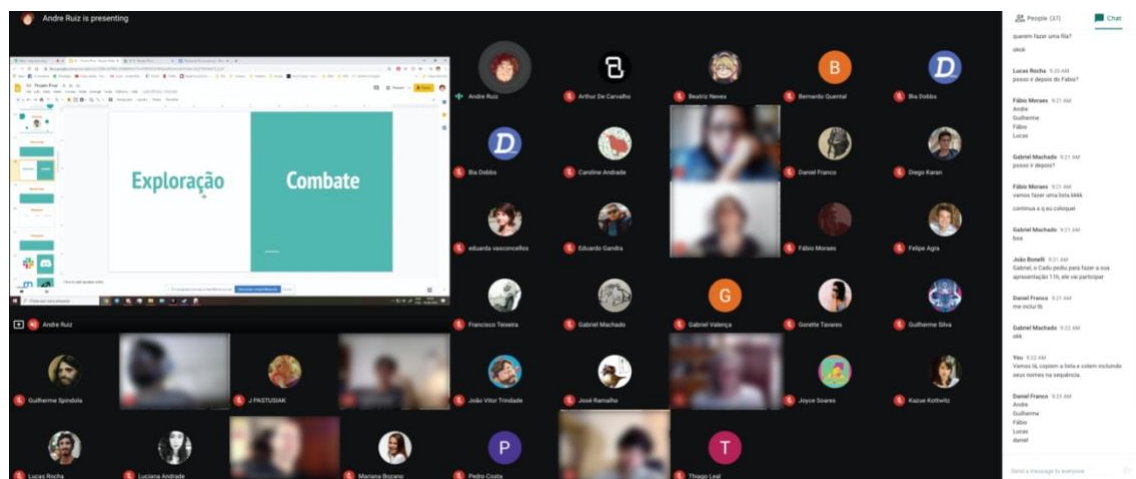 Andre Ruiz is presenting
People (37)
Chat
querem fazer uma fila?
okok
Lucas Rocha 9:20 AM
posso ir depois do Fabio?
Fábio Moraes 9:21 AM
Andre
Guilherme
Fábio
Lucas
Gabriel Machado 9:21 AM
posso ir depois?
Fábio Moraes 9:21 AM
vamos fazer uma lista kkkk
continua a q eu coloquei
Gabriel Machado 9:21 AM
boa
João Bonelli 9:21 AM
Gabriel, o Cadu pediu para fazer a sua
apresentação 11h, ele vai participar
Daniel Franco 9:21 AM
me inclui tb
Gabriel Machado 9:22 AM
okk
You 9:22 AM
Vamos lá, copiem a lista e colem incluindo
seus nomes na sequência.
Daniel Franco 9:23 AM
Andre
Guilherme
Fábio
Lucas
daniel
Send a message to everyone
Exploração
Combate
Andre Ruiz
Andre Ruiz
Arthur De Carvalho
Beatriz Neves
B
Bernardo Quental
D
Bia Dobbs
D
Bia Dobbs
Caroline Andrade
Daniel Franco
Diego Karan
eduarda vasconcellos
Eduardo Gandra
Fábio Moraes
Felipe Agra
Francisco Teixeira
Gabriel Machado
G
Gabriel Valença
Gorette Tavares
Guilherme Silva
Guilherme Spindola
J PASTUSIAK
João Vitor Trindade
José Ramalho
Joyce Soares
Kazue Kotheitz
Lucas Rocha
Luciana Andrade
Mariana Bozano
P
Pedro Costa
T
Thiago Leal